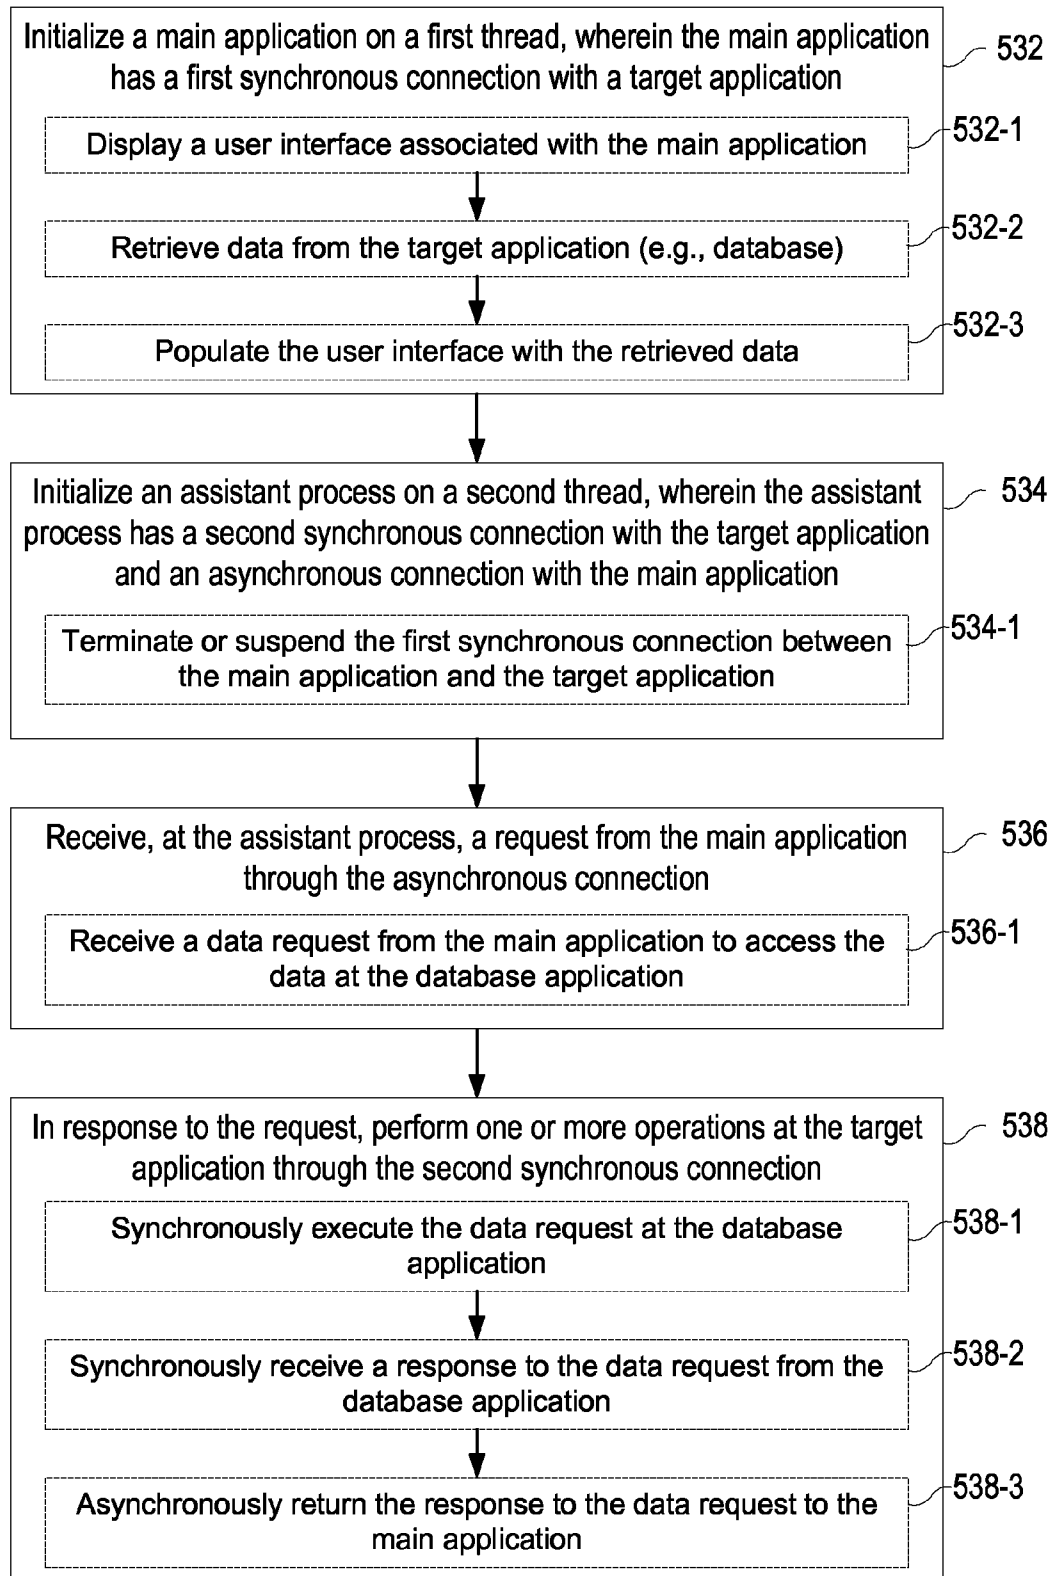 Initialize a main application on a first thread, wherein the main application
has a first synchronous connection with a target application
532
Display a user interface associated with the main application
532-1
Retrieve data from the target application (e.g., database)
532-2
Populate the user interface with the retrieved data
532-3
Initialize an assistant process on a second thread, wherein the assistant
process has a second synchronous connection with the target application
and an asynchronous connection with the main application
534
Terminate or suspend the first synchronous connection between
the main application and the target application
534-1
Receive, at the assistant process, a request from the main application
through the asynchronous connection
536
Receive a data request from the main application to access the
data at the database application
536-1
In response to the request, perform one or more operations at the target
application through the second synchronous connection
538
Synchronously execute the data request at the database
application
538-1
Synchronously receive a response to the data request from the
database application
538-2
Asynchronously return the response to the data request to the
main application
538-3